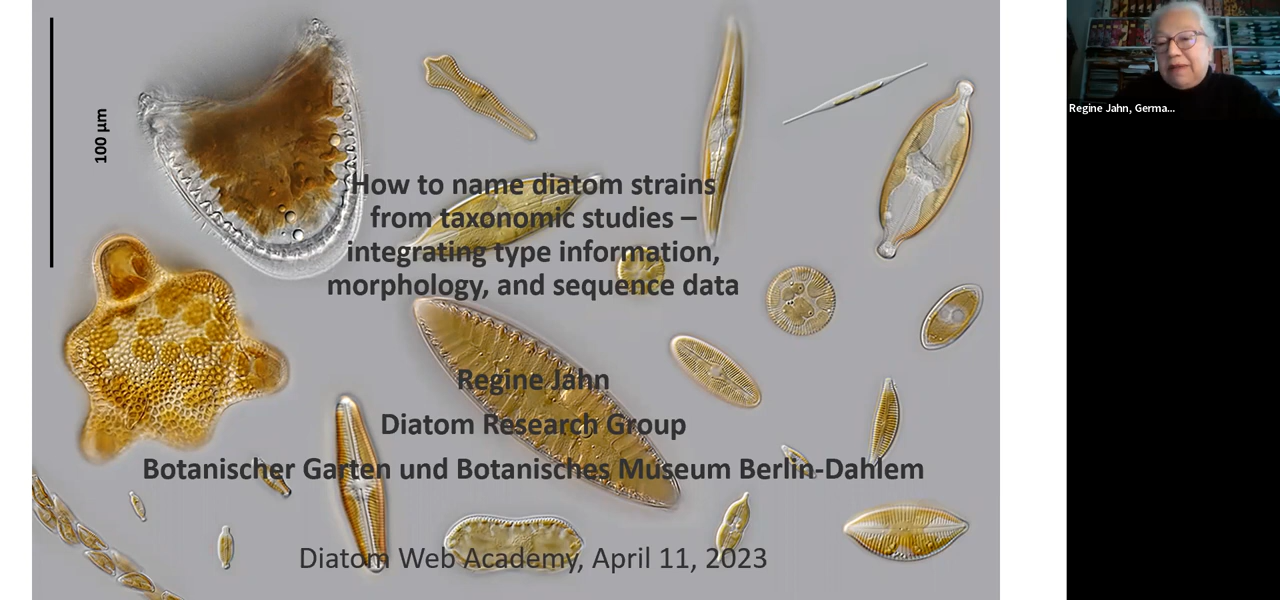 100 µm
How to name diatom strains
from taxonomic studies –
integrating type information,
morphology, and sequence data
Regine Jahn
Diatom Research Group
Botanischer Garten und Botanisches Museum Berlin-Dahlem
Diatom Web Academy, April 11, 2023
Regine Jahn, Germa...